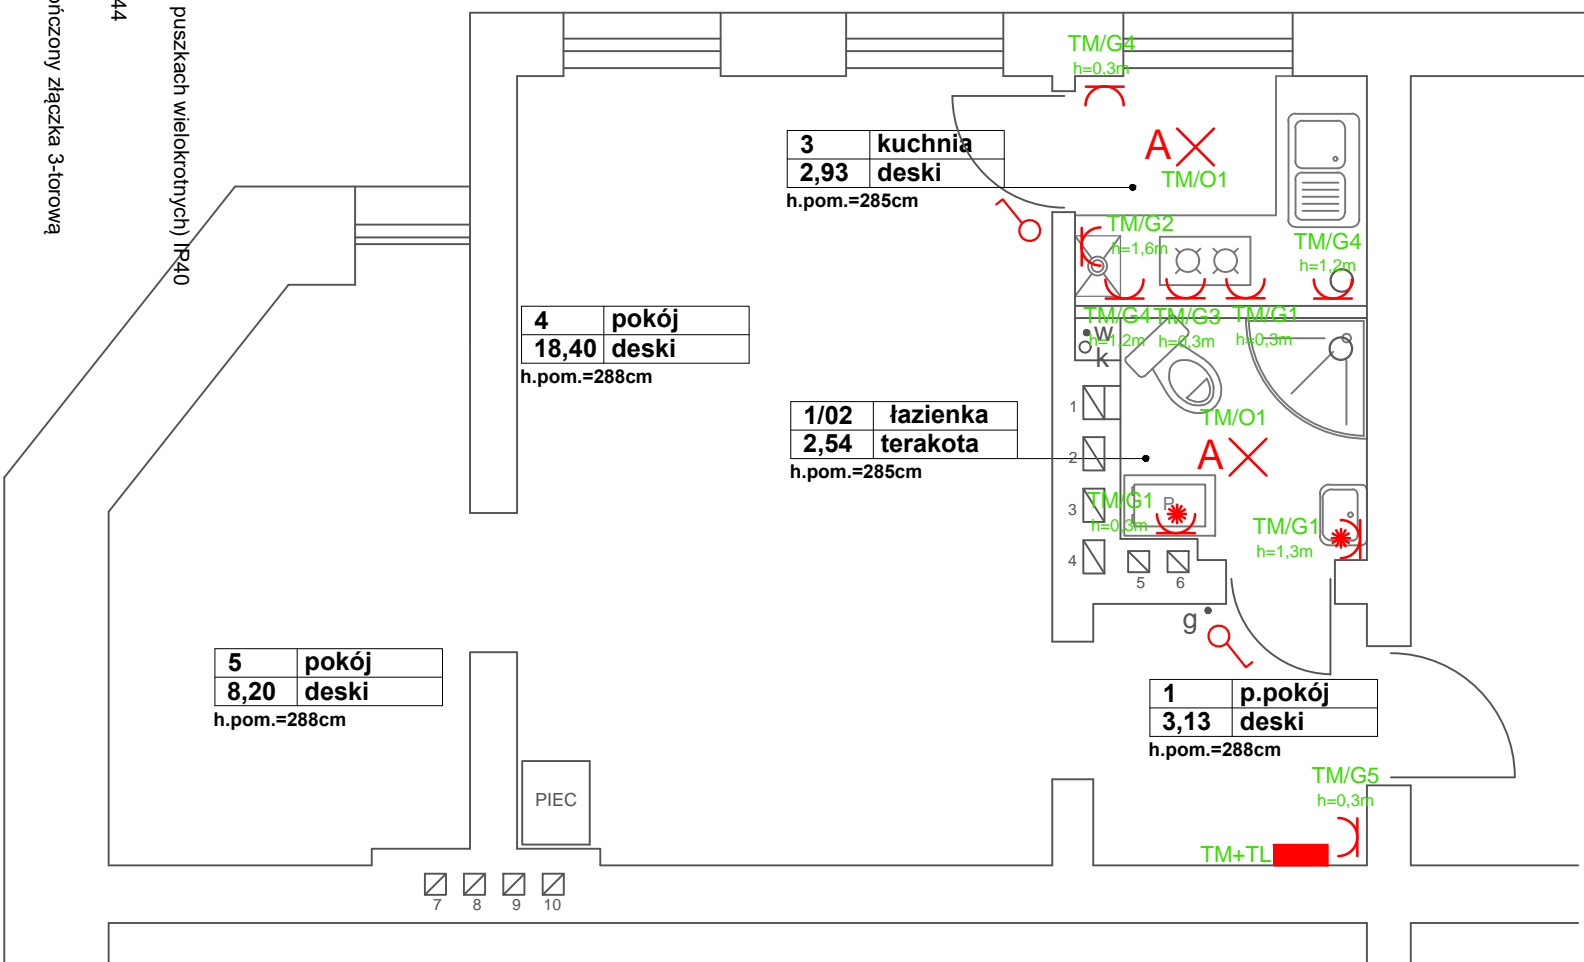 44
puszkach wielokrotnych) IP40
ończony złączka 3-torową
TM/G4
h=0,3m
3 kuchnia
2,93 deski
h.pom.=285cm
A
TM/O1
TM/G2
h=1,6m
TM/G4
h=1,2m
4 pokój
18,40 deski
h.pom.=288cm
TM/G4 TM/G3 TM/G1
h=1,2m h=0,3m h=0,3m
w
k
1/02 łazienka
2,54 terakota
h.pom.=285cm
TM/O1
A
1
2
3
4
TM/G1
h=0,3m
P
TM/G1
h=1,3m
5 6
g
5 pokój
8,20 deski
h.pom.=288cm
1 p.pokój
3,13 deski
h.pom.=288cm
PIEC
TM/G5
h=0,3m
TM+TL
7 8 9 10